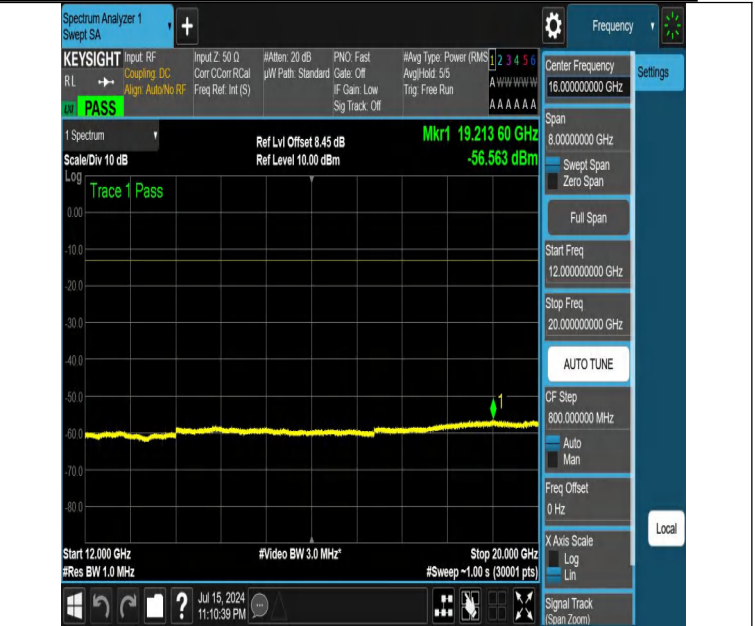 Spectrum Analyzer 1
Swept SA
+
Frequency
KEYSIGHT
Input: RF
Input Z: 50 Ω
#Atten: 20 dB
PNO: Fast
#Avg Type: Power (RMS
1 2 3 4 5 6
RL
Coupling: DC
Corr CCorr RCal
µW Path: Standard
Gate: Off
Avg|Hold: 5/5
A W W W W W
Align: Auto/No RF
Freq Ref: Int (S)
IF Gain: Low
Trig: Free Run
PASS
Sig Track: Off
A A A A A A
1 Spectrum
Ref Lvl Offset 8.45 dB
Mkr1 19.213 60 GHz
Scale/Div 10 dB
Ref Level 10.00 dBm
-56.563 dBm
Log
Trace 1 Pass
0.00
-10.0
-20.0
-30.0
-40.0
-50.0
1
-60.0
-70.0
-80.0
Start 12.000 GHz
#Video BW 3.0 MHz*
Stop 20.000 GHz
#Res BW 1.0 MHz
#Sweep ~1.00 s (30001 pts)
Jul 15, 2024
11:10:39 PM
Center Frequency
16.000000000 GHz
Settings
Span
8.00000000 GHz
Swept Span
Zero Span
Full Span
Start Freq
12.000000000 GHz
Stop Freq
20.000000000 GHz
AUTO TUNE
CF Step
800.000000 MHz
Auto
Man
Freq Offset
0 Hz
X Axis Scale
Log
Lin
Local
Signal Track
(Span Zoom)